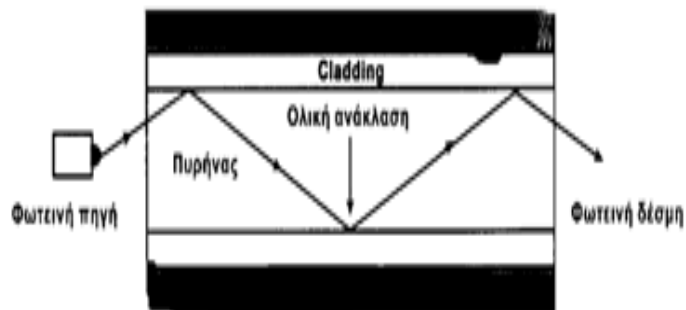 Cladding
Ολική ανάκλαση
Πυρήνας
Φωτεινή πηγή
Φωτεινή δέσμη